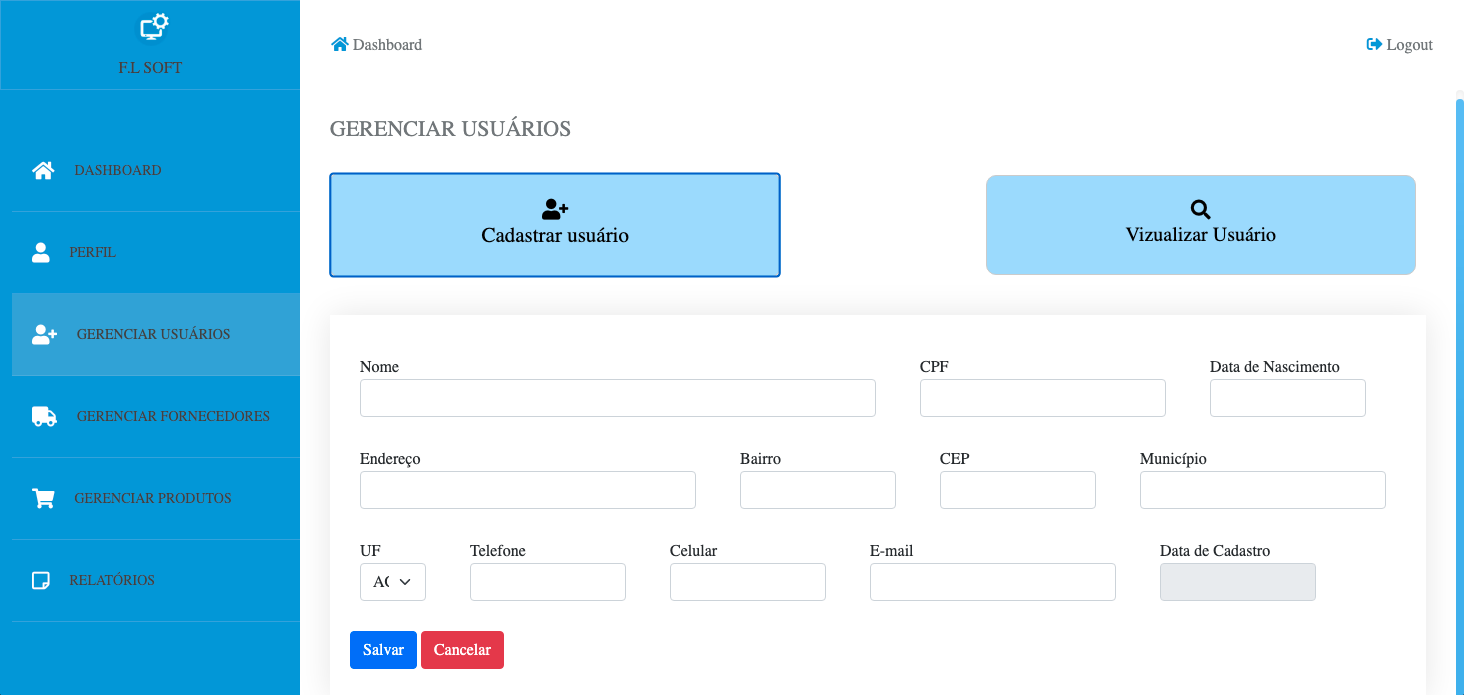 F.L SOFT
Dashboard
Logout
DASHBOARD
PERFIL
GERENCIAR USUÁRIOS
GERENCIAR FORNECEDORES
GERENCIAR PRODUTOS
RELATÓRIOS
GERENCIAR USUÁRIOS
Cadastrar usuário
Vizualizar Usuário
Nome CPF Data de Nascimento
Endereço Bairro CEP Município
UF Telefone Celular E-mail Data de Cadastro
Salvar Cancelar